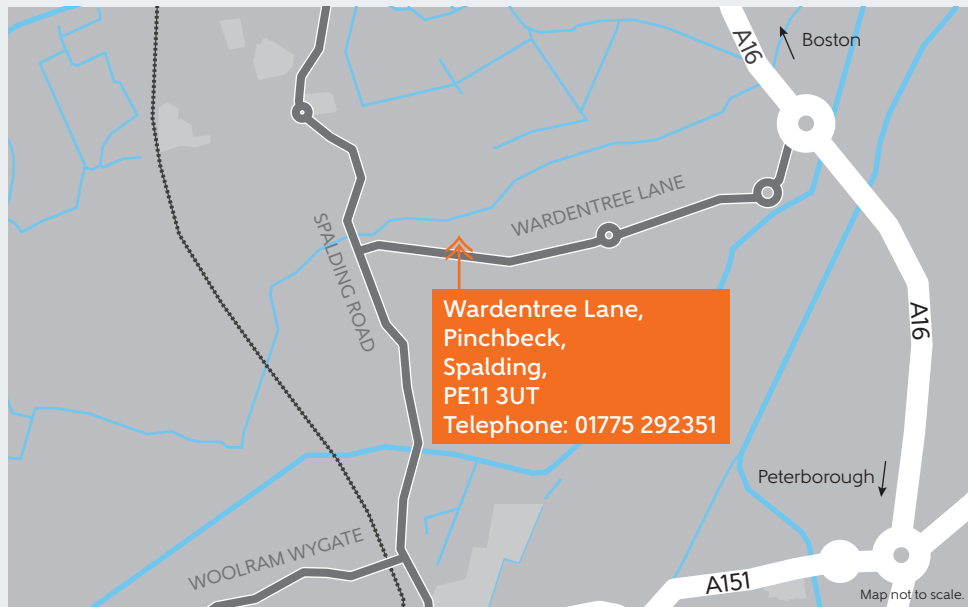 A16
Boston
WARDENTREE LANE
SPALDING ROAD
Wardentree Lane,
Pinchbeck,
Spalding,
PE11 3UT
Telephone: 01775 292351
A16
Peterborough
WOOLRAM WYGATE
A151
Map not to scale.